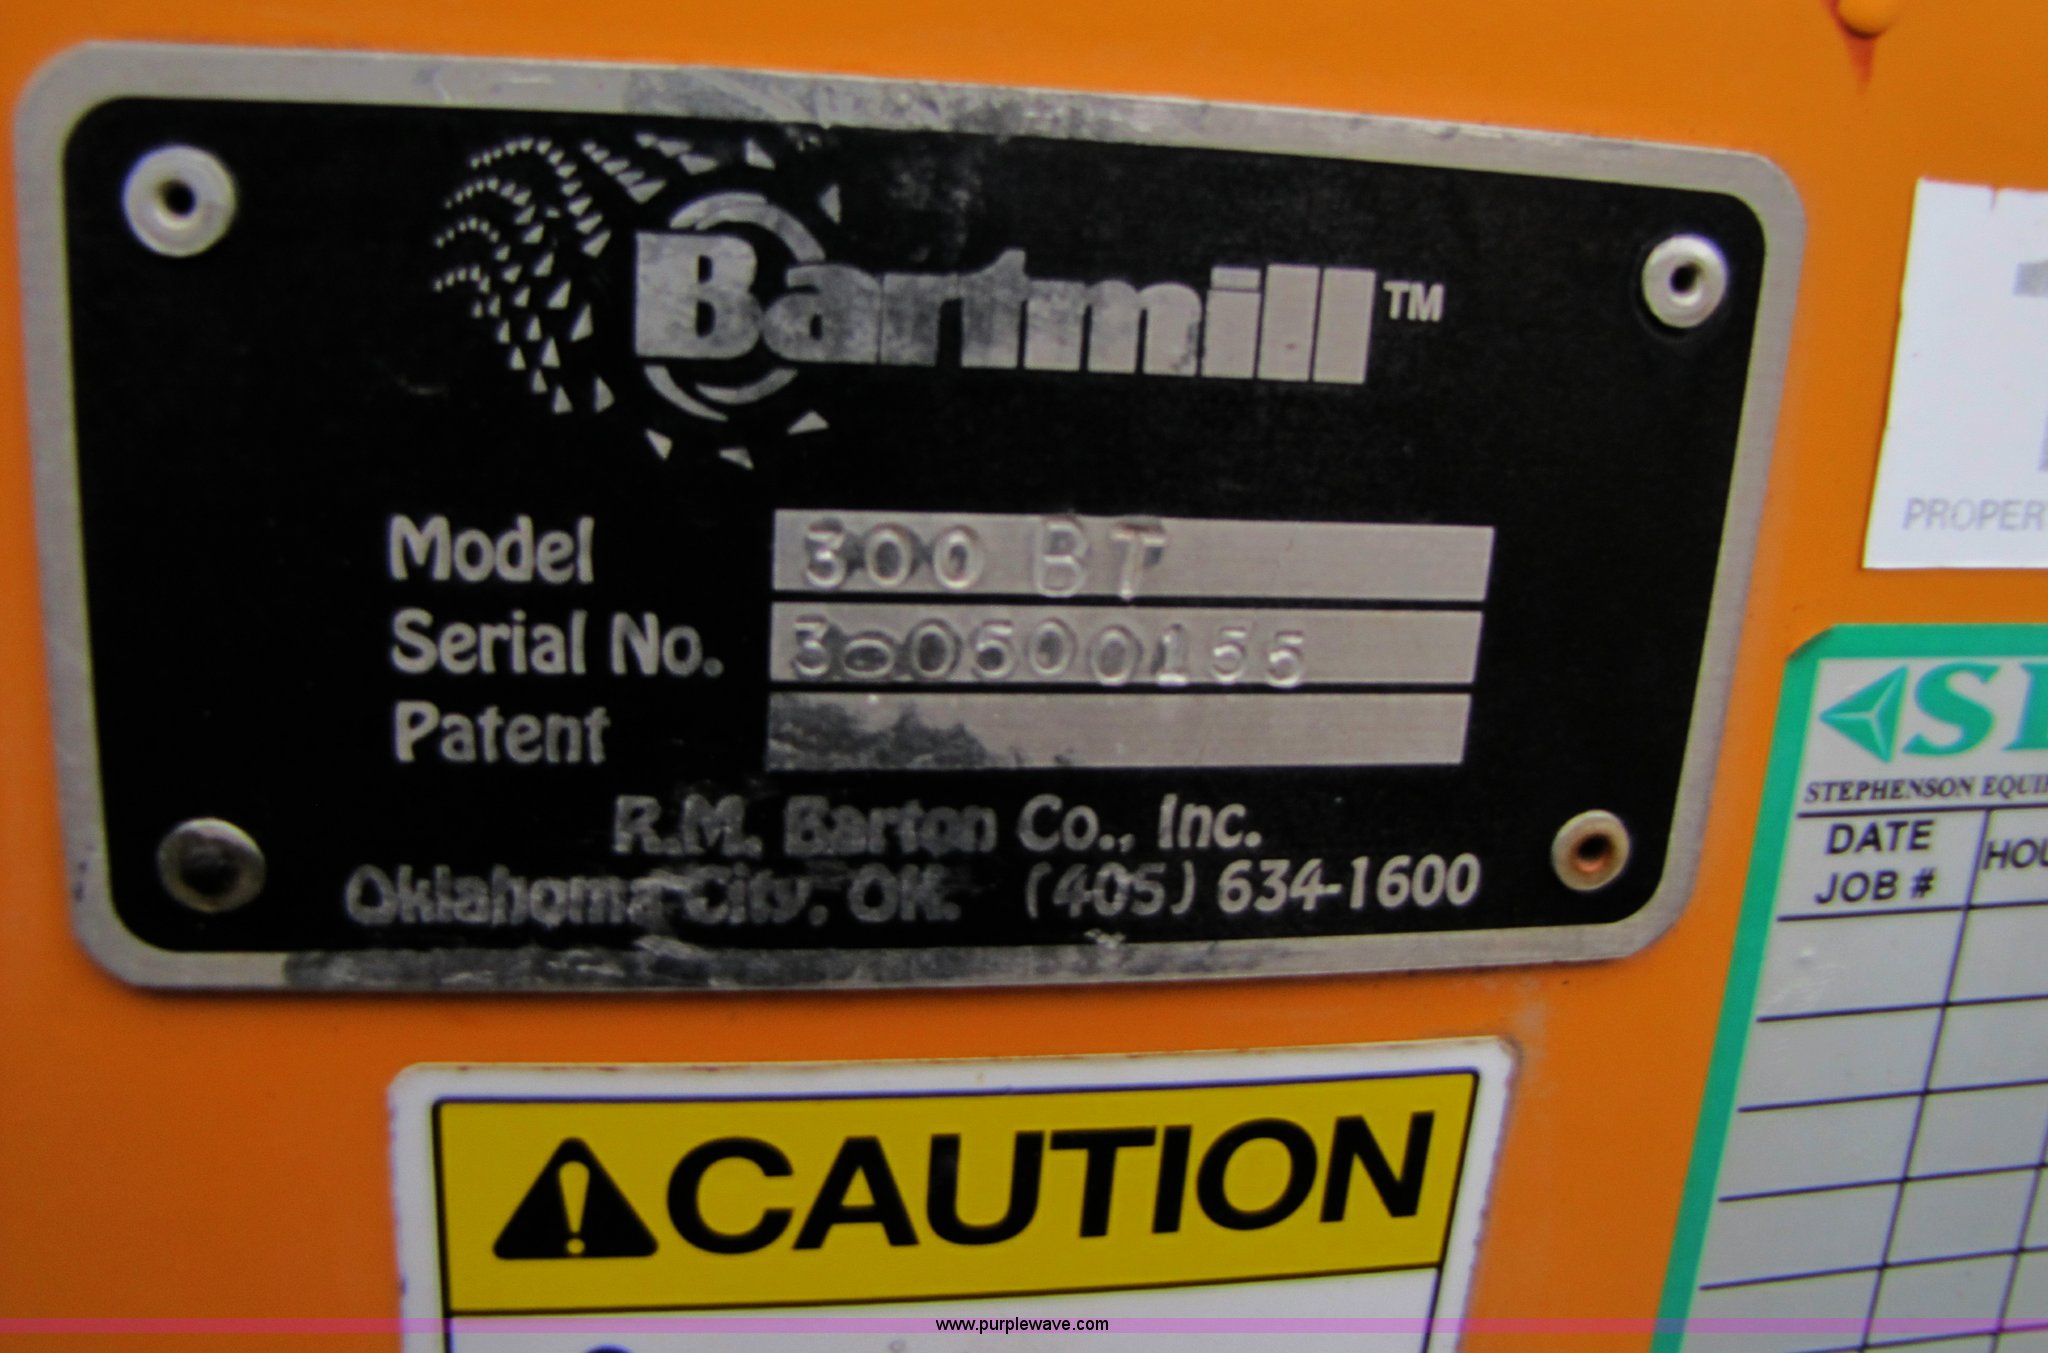 Bartmill™
Model 300 BT
Serial No. 3-0500155
Patent
R.M. Barton Co., Inc.
Oklahoma City, OK. (405) 634-1600
PROPER
STEPHENSON EQUI
DATE
JOB #
HOU
CAUTION
www.purplewave.com